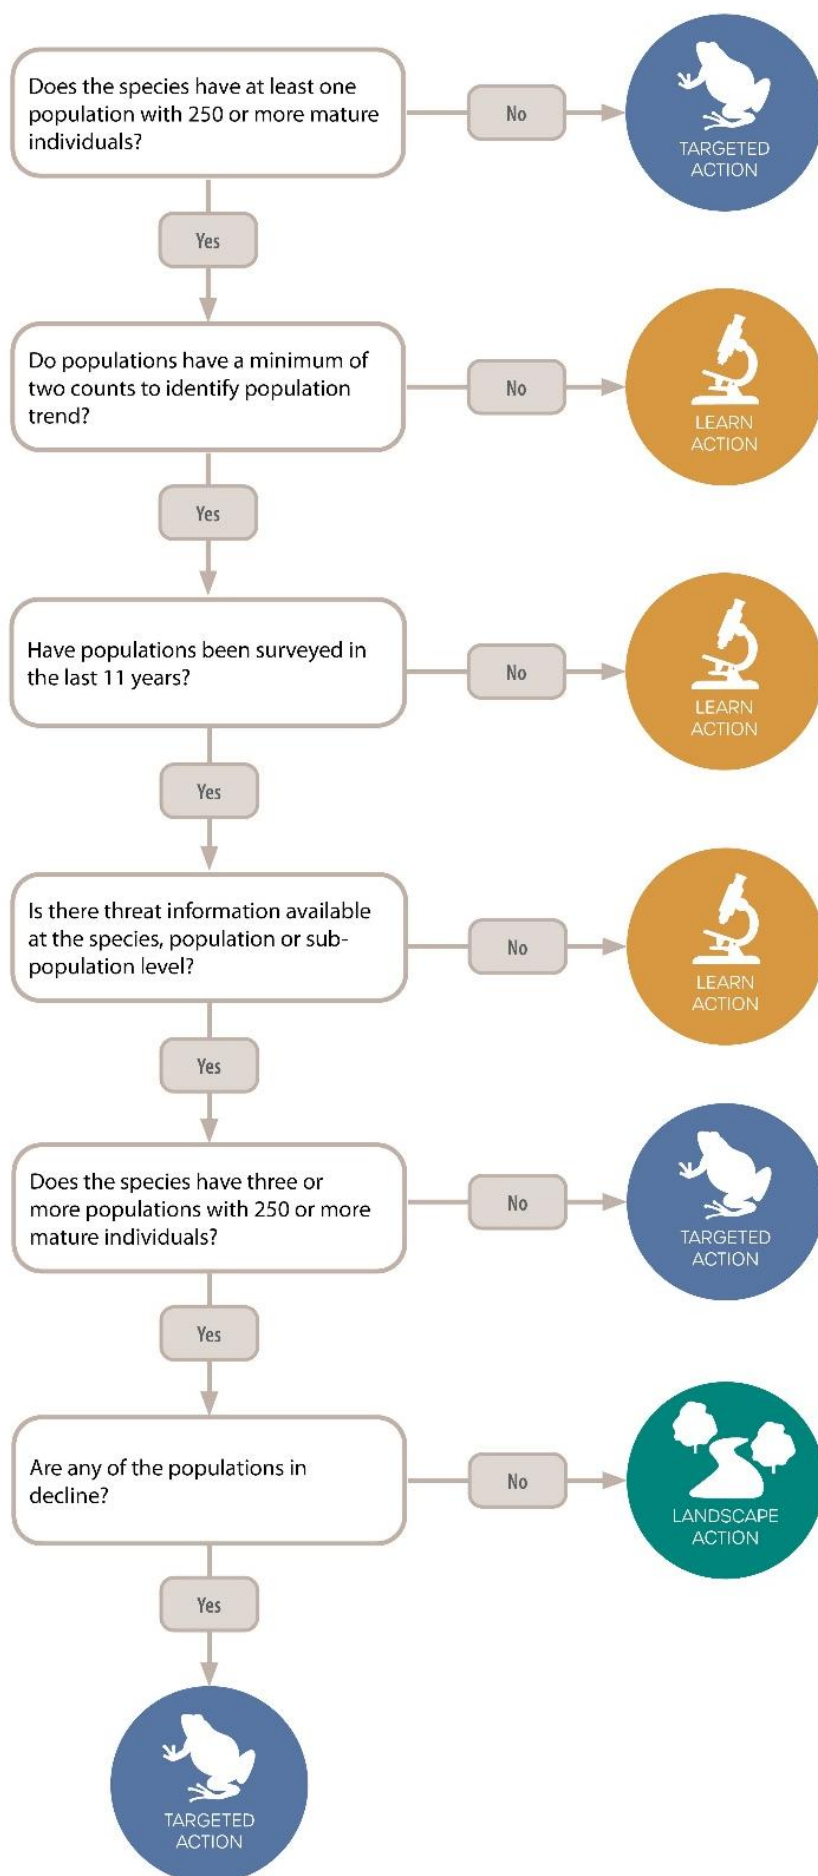 Does the species have at least one
population with 250 or more mature
individuals?
No
TARGETED
ACTION
Yes
Do populations have a minimum of
two counts to identify population
trend?
No
LEARN
ACTION
Yes
Have populations been surveyed in
the last 11 years?
No
LEARN
ACTION
Yes
Is there threat information available
at the species, population or sub-
population level?
No
LEARN
ACTION
Yes
Does the species have three or
more populations with 250 or more
mature individuals?
No
TARGETED
ACTION
Yes
Are any of the populations in
decline?
No
LANDSCAPE
ACTION
Yes
TARGETED
ACTION